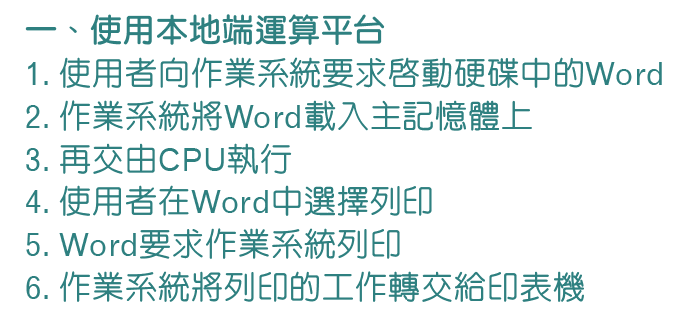 一、使用本地端運算平台
1. 使用者向作業系統要求啓動硬碟中的Word
2. 作業系統將Word載入主記憶體上
3. 再交由CPU執行
4. 使用者在Word中選擇列印
5. Word要求作業系統列印
6. 作業系統將列印的工作轉交給印表機